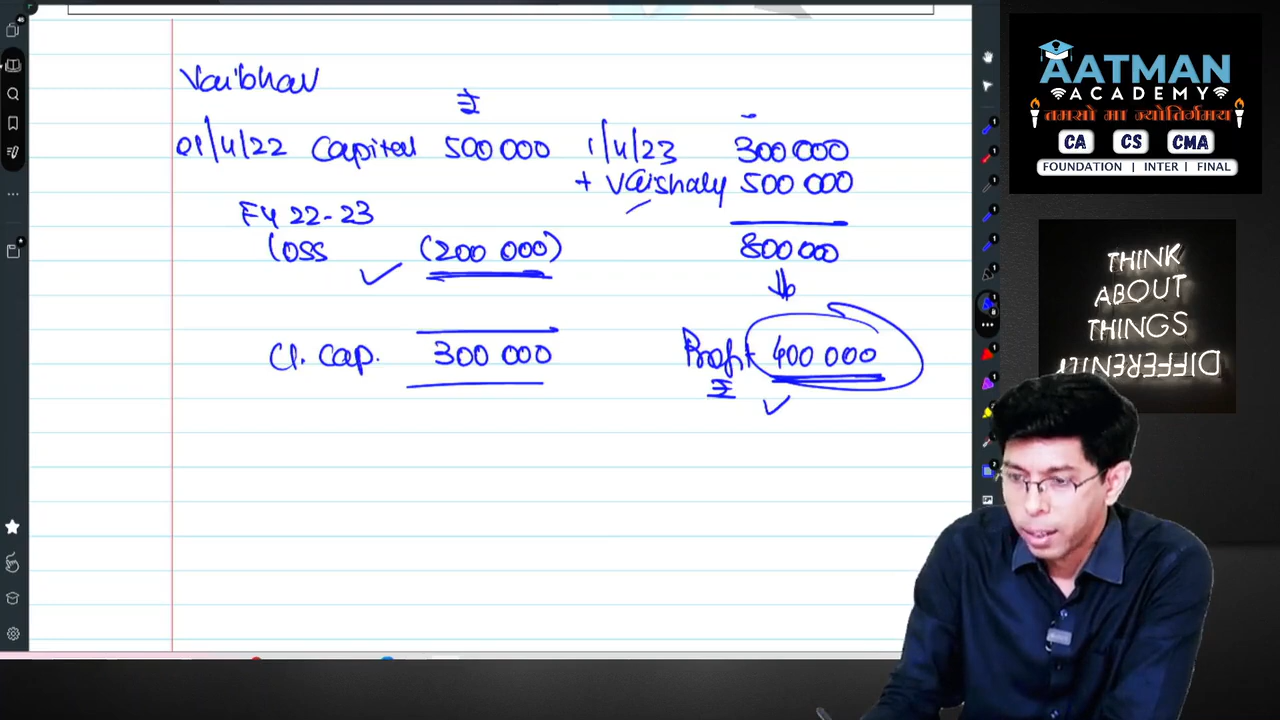 Vaibhav
₹
01/4/22 Capital 500 000
FY 22-23
Loss (200 000)
Cl. Cap. 300 000
1/4/23 300 000
+ Vaishaly 500 000
800 000
Profit 400 000
₹
AATMAN
ACADEMY
तमसो मा ज्योतिर्गमय
CA CS CMA
FOUNDATION | INTER | FINAL
THINK
ABOUT
THINGS
DIFFERENTLY